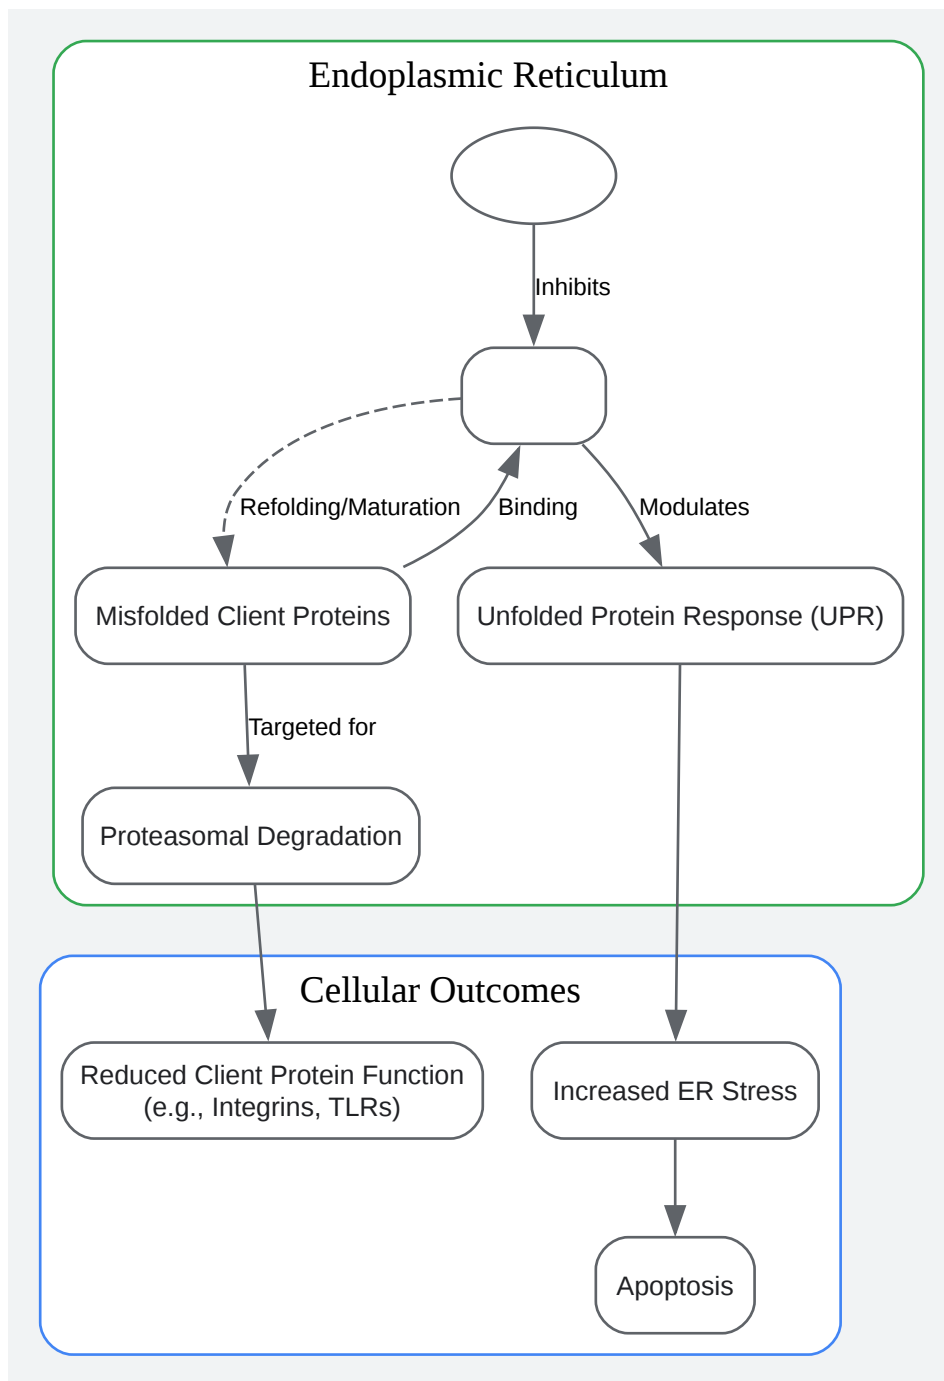 Endoplasmic Reticulum
Inhibits
Refolding/Maturation
Binding
Modulates
Misfolded Client Proteins
Unfolded Protein Response (UPR)
Targeted for
Proteasomal Degradation
Cellular Outcomes
Reduced Client Protein Function
(e.g., Integrins, TLRs)
Increased ER Stress
Apoptosis